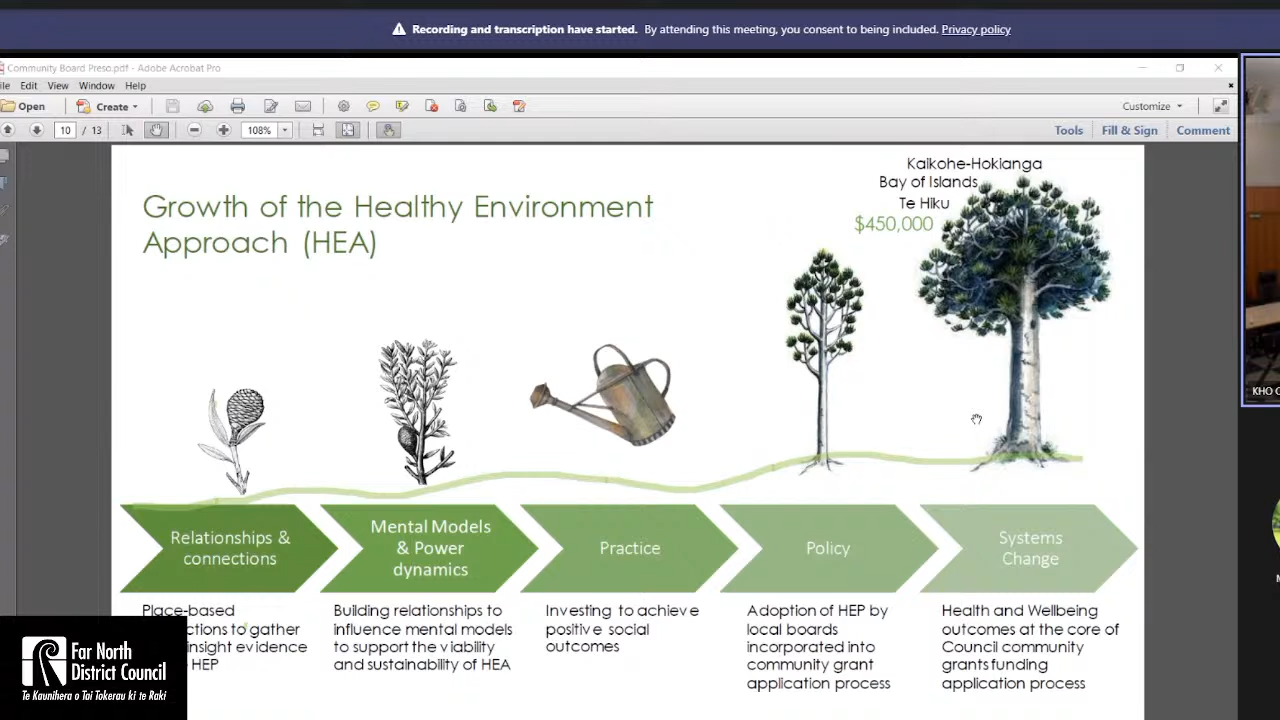 Recording and transcription have started. By attending this meeting, you consent to being included. Privacy policy
Community Board Preso.pdf - Adobe Acrobat Pro
Edit View Window Help
Open Create Customize
10 / 13 108% Tools Fill & Sign Comment
Growth of the Healthy Environment
Approach (HEA)
Kaikohe-Hokianga
Bay of Islands
Te Hiku
$450,000
KHO
Relationships &
connections
Mental Models
& Power
dynamics
Practice
Policy
Systems
Change
Place-based
to gather
insight evidence
HEP
Building relationships to
influence mental models
to support the viability
and sustainability of HEA
Investing to achieve
positive social
outcomes
Adoption of HEP by
local boards
incorporated into
community grant
application process
Health and Wellbeing
outcomes at the core of
Council community
grants funding
application process
Far North
District Council
Te Kaunihera o Tai Tokerau ki te Raki